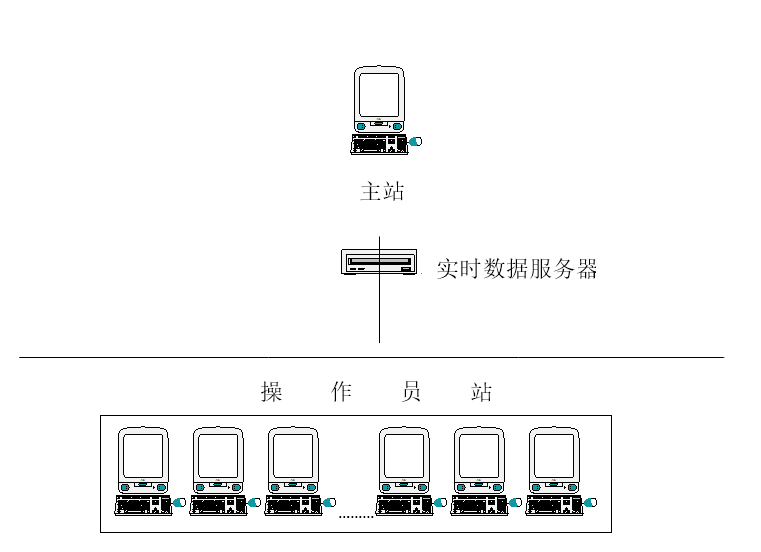 主站
实时数据服务器
操 作 员 站
.........